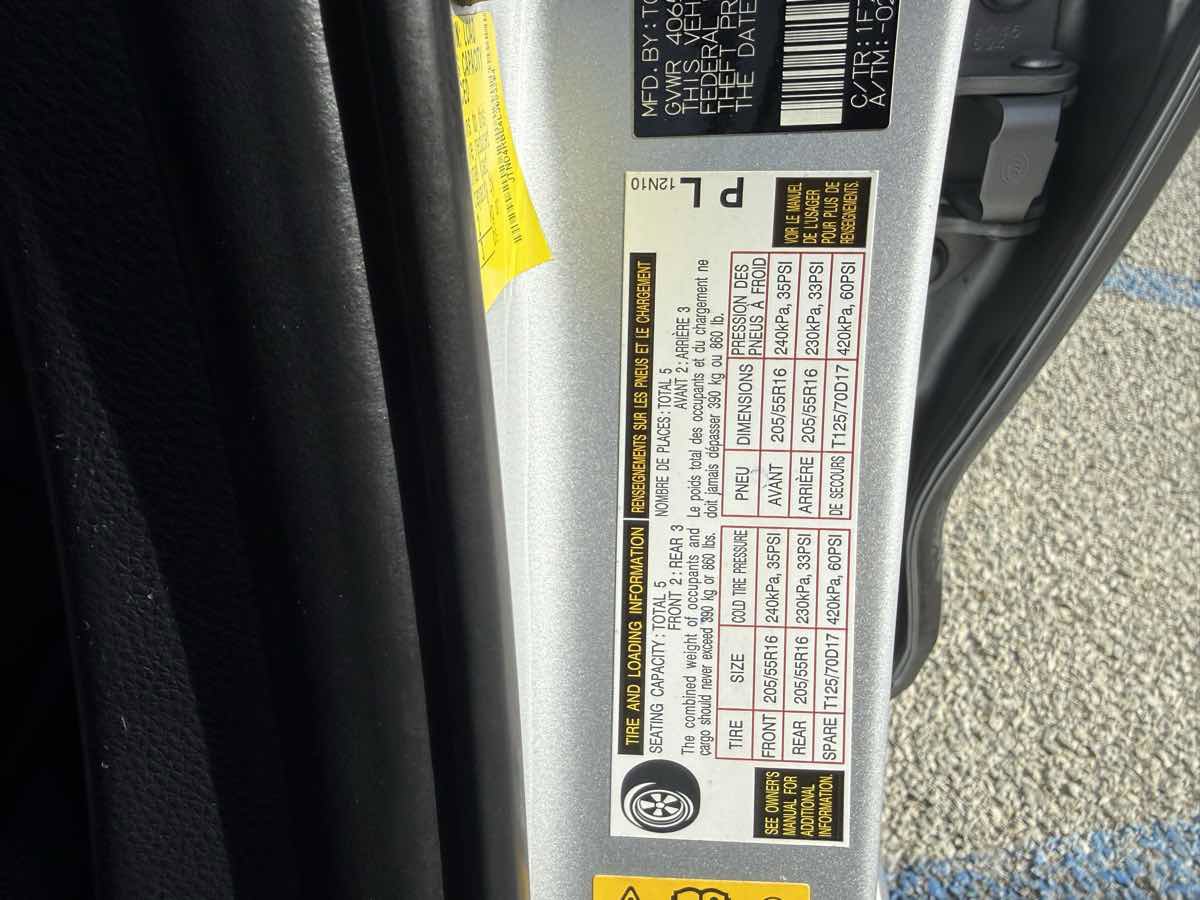 TIRE AND LOADING INFORMATION
RENSEIGNEMENTS SUR LES PNEUS ET LE CHARGEMENT
SEATING CAPACITY : TOTAL 5
FRONT 2 : REAR 3
The combined weight of occupants and
cargo should never exceed 390 kg or 860 lbs.
NOMBRE DE PLACES : TOTAL 5
AVANT 2 : ARRIÈRE 3
Le poids total des occupants et du chargement ne
doit jamais dépasser 390 kg ou 860 lb.
TIRE SIZE COLD TIRE PRESSURE
FRONT 205/55R16 240kPa, 35PSI
REAR 205/55R16 230kPa, 33PSI
SPARE T125/70D17 420kPa, 60PSI
PNEU DIMENSIONS PRESSION DES
PNEUS À FROID
AVANT 205/55R16 240kPa, 35PSI
ARRIÈRE 205/55R16 230kPa, 33PSI
DE SECOURS T125/70D17 420kPa, 60PSI
SEE OWNER'S
MANUAL FOR
ADDITIONAL
INFORMATION.
VOIR LE MANUEL
DE L'USAGER
POUR PLUS DE
RENSEIGNEMENTS.
12N10
P L
MFD. BY: TO
GVWR 406
THIS VEH
FEDERAL
THEFT PR
THE DATE
C/TR: 1F7
A/TM: -02
CAPACITY